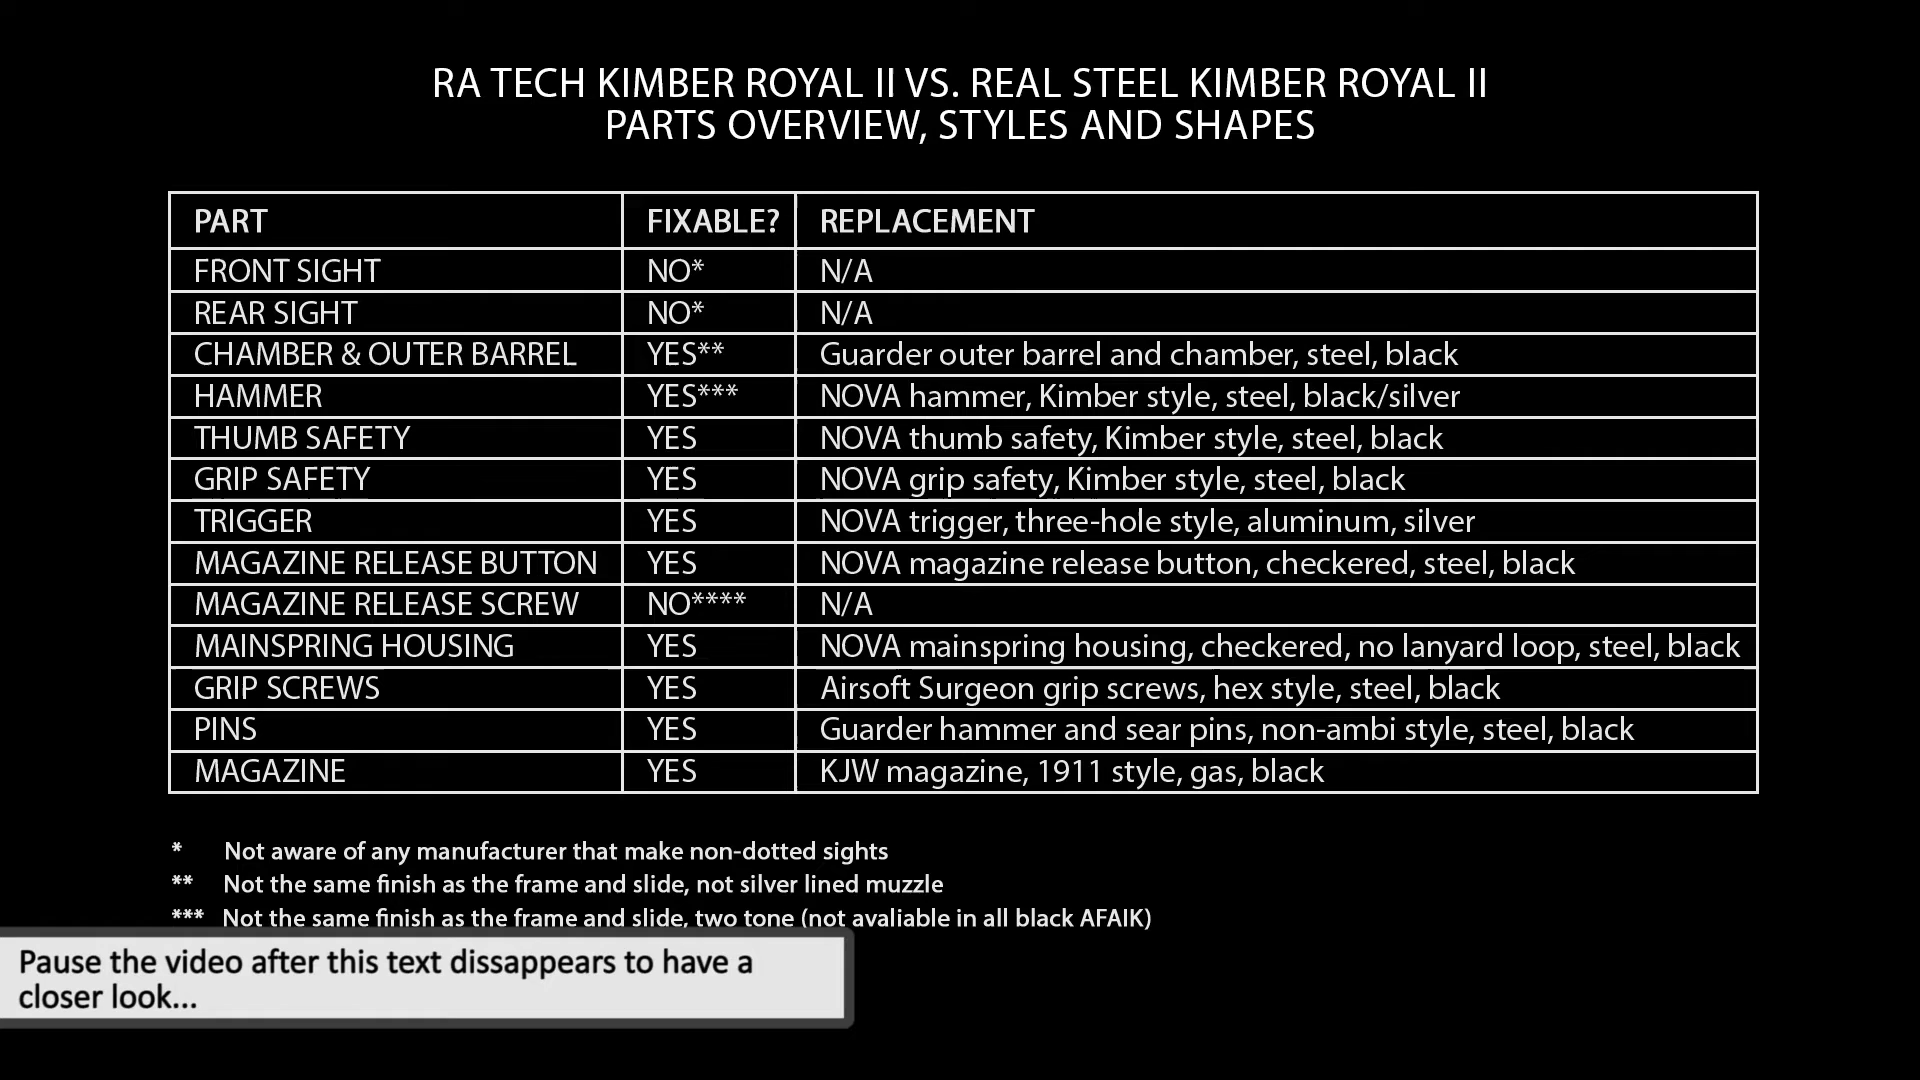 RA TECH KIMBER ROYAL II VS. REAL STEEL KIMBER ROYAL II
PARTS OVERVIEW, STYLES AND SHAPES
PART FIXABLE? REPLACEMENT
FRONT SIGHT NO* N/A
REAR SIGHT NO* N/A
CHAMBER & OUTER BARREL YES** Guarder outer barrel and chamber, steel, black
HAMMER YES*** NOVA hammer, Kimber style, steel, black/silver
THUMB SAFETY YES NOVA thumb safety, Kimber style, steel, black
GRIP SAFETY YES NOVA grip safety, Kimber style, steel, black
TRIGGER YES NOVA trigger, three-hole style, aluminum, silver
MAGAZINE RELEASE BUTTON YES NOVA magazine release button, checkered, steel, black
MAGAZINE RELEASE SCREW NO**** N/A
MAINSPRING HOUSING YES NOVA mainspring housing, checkered, no lanyard loop, steel, black
GRIP SCREWS YES Airsoft Surgeon grip screws, hex style, steel, black
PINS YES Guarder hammer and sear pins, non-ambi style, steel, black
MAGAZINE YES KJW magazine, 1911 style, gas, black
* Not aware of any manufacturer that make non-dotted sights
** Not the same finish as the frame and slide, not silver lined muzzle
*** Not the same finish as the frame and slide, two tone (not avaliable in all black AFAIK)
Pause the video after this text dissappears to have a
closer look...